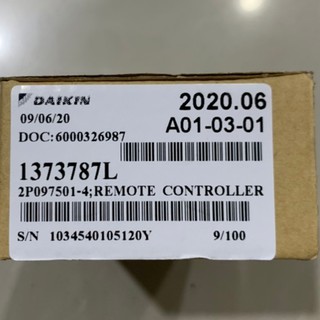 DAIKIN
2020.06
09/06/20
A01-03-01
DOC:6000326987
1373787L
2P097501-4;REMOTE CONTROLLER
S/N 1034540105120Y 9/100